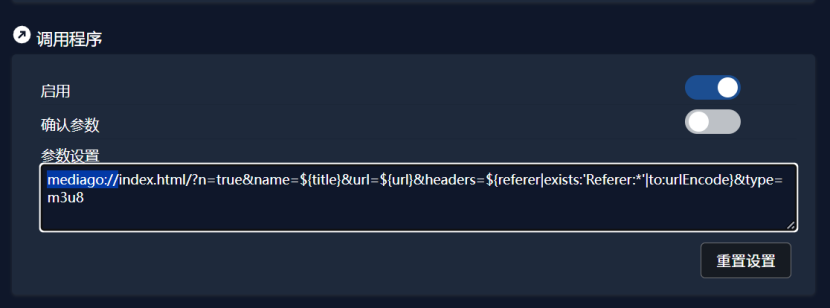 调用程序
启用
确认参数
参数设置
mediago://index.html/?n=true&name=${title}&url=${url}&headers=${referer|exists:'Referer:*'|to:urlEncode}&type=
m3u8
重置设置